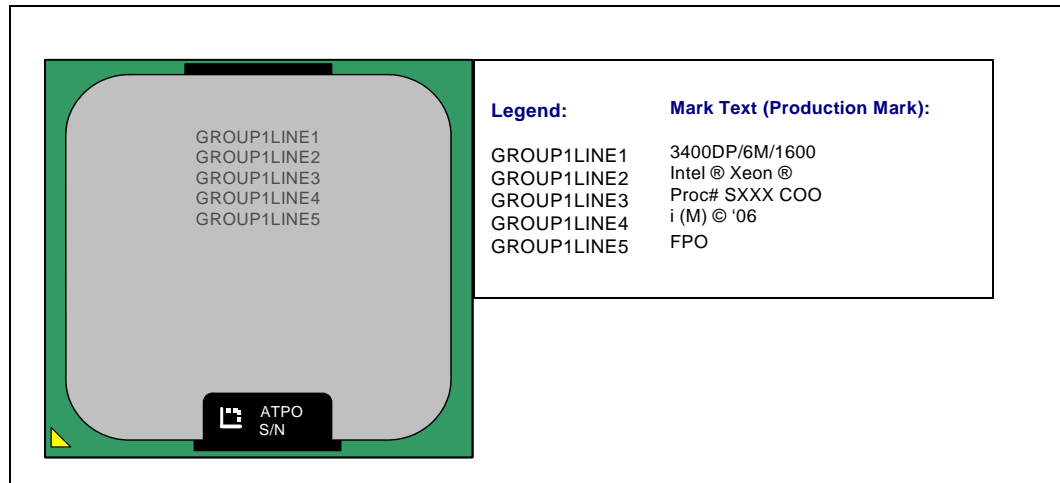 GROUP1LINE1
GROUP1LINE2
GROUP1LINE3
GROUP1LINE4
GROUP1LINE5
ATPO
S/N
Legend:
GROUP1LINE1
GROUP1LINE2
GROUP1LINE3
GROUP1LINE4
GROUP1LINE5
Mark Text (Production Mark):
3400DP/6M/1600
Intel ® Xeon ®
Proc# SXXX COO
i (M) © ‘06
FPO